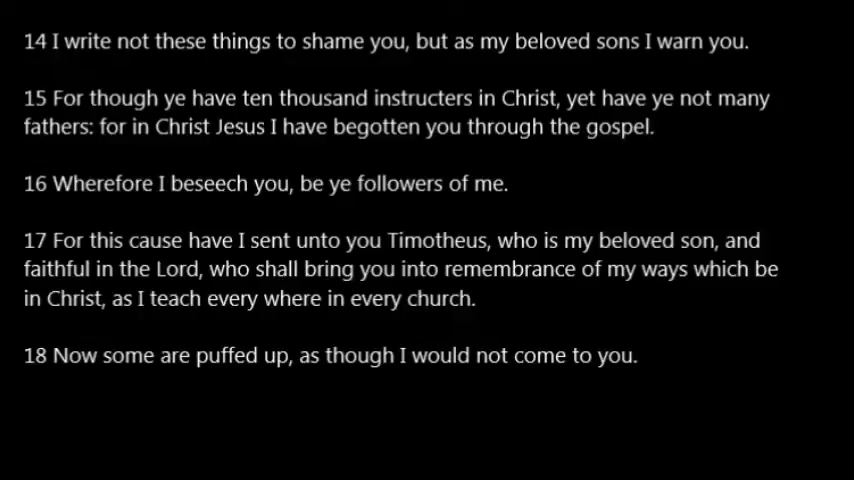 14 I write not these things to shame you, but as my beloved sons I warn you.
15 For though ye have ten thousand instructers in Christ, yet have ye not many
fathers: for in Christ Jesus I have begotten you through the gospel.
16 Wherefore I beseech you, be ye followers of me.
17 For this cause have I sent unto you Timotheus, who is my beloved son, and
faithful in the Lord, who shall bring you into remembrance of my ways which be
in Christ, as I teach every where in every church.
18 Now some are puffed up, as though I would not come to you.